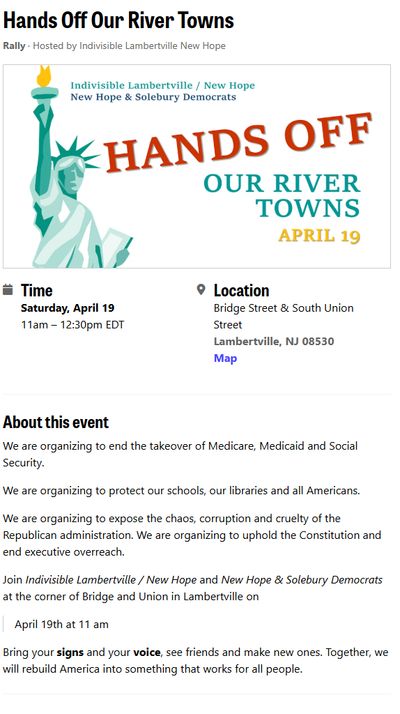 Hands Off Our River Towns
Rally · Hosted by Indivisible Lambertville New Hope
Indivisible Lambertville / New Hope
New Hope & Solebury Democrats
HANDS OFF
OUR RIVER
TOWNS
APRIL 19
Time
Saturday, April 19
11am – 12:30pm EDT
Location
Bridge Street & South Union
Street
Lambertville, NJ 08530
Map
About this event
We are organizing to end the takeover of Medicare, Medicaid and Social
Security.
We are organizing to protect our schools, our libraries and all Americans.
We are organizing to expose the chaos, corruption and cruelty of the
Republican administration. We are organizing to uphold the Constitution and
end executive overreach.
Join Indivisible Lambertville / New Hope and New Hope & Solebury Democrats
at the corner of Bridge and Union in Lambertville on
April 19th at 11 am
Bring your signs and your voice, see friends and make new ones. Together, we
will rebuild America into something that works for all people.